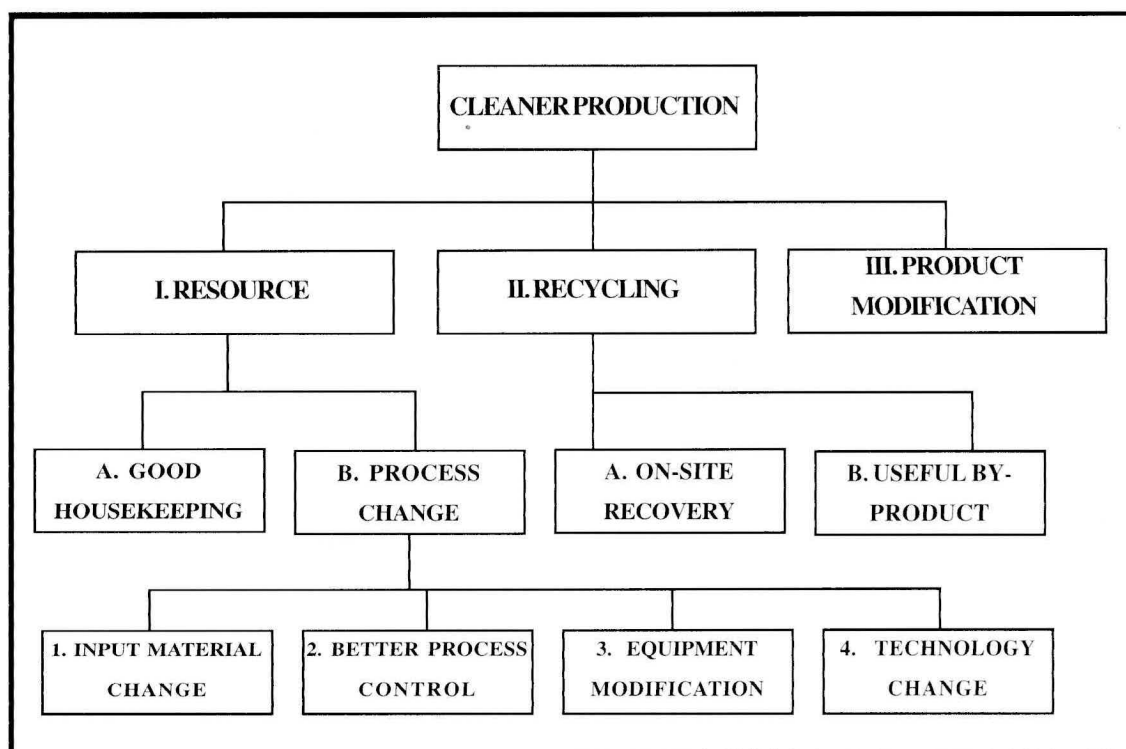 CLEANER PRODUCTION
I. RESOURCE
II. RECYCLING
III. PRODUCT
MODIFICATION
A. GOOD
HOUSEKEEPING
B. PROCESS
CHANGE
A. ON-SITE
RECOVERY
B. USEFUL BY-
PRODUCT
1. INPUT MATERIAL
CHANGE
2. BETTER PROCESS
CONTROL
3. EQUIPMENT
MODIFICATION
4. TECHNOLOGY
CHANGE